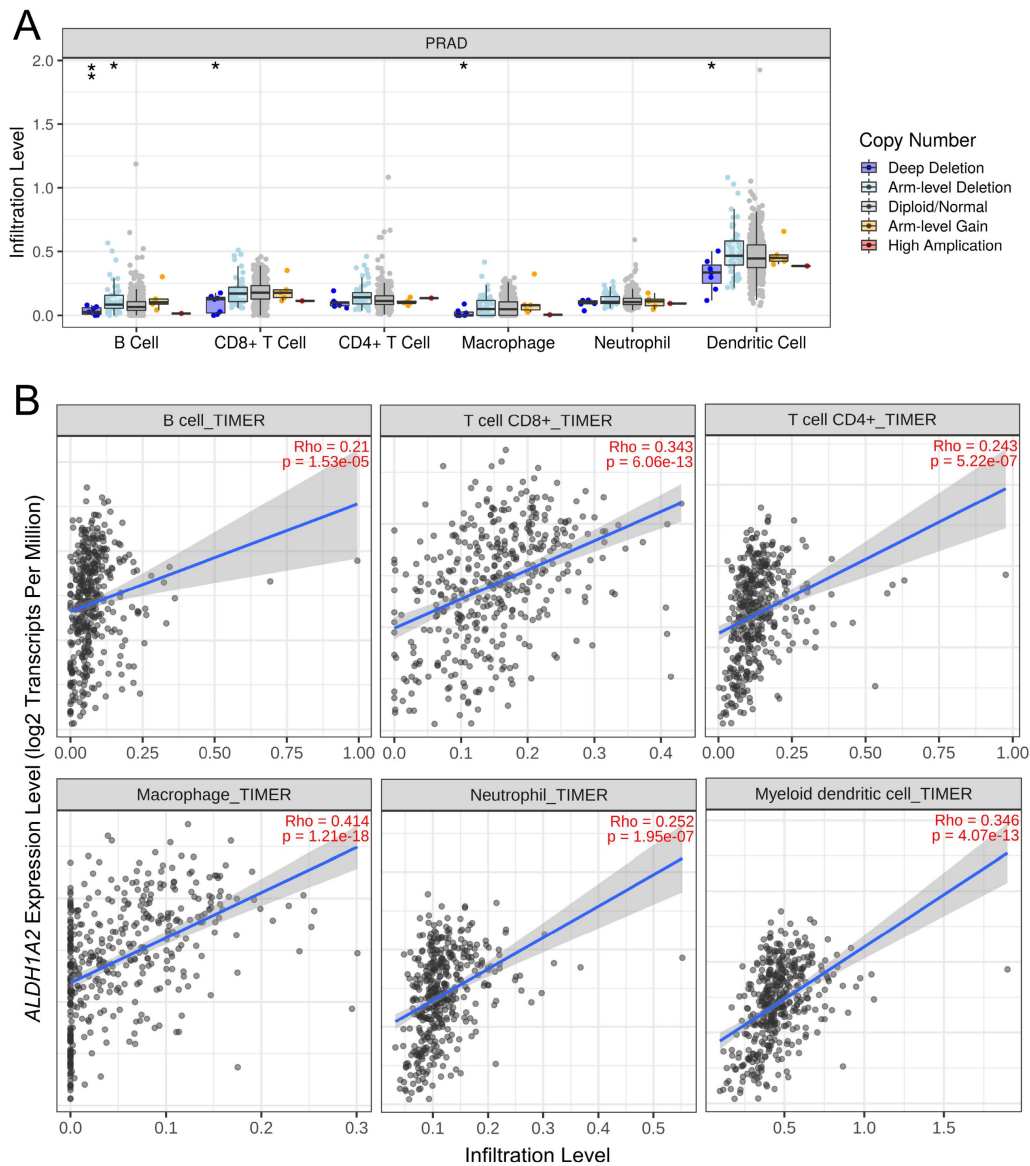 A
PRAD
**
*
*
*
*
2.0
1.5
1.0
0.5
0.0
Infiltration Level
B Cell
CD8+ T Cell
CD4+ T Cell
Macrophage
Neutrophil
Dendritic Cell
Copy Number
Deep Deletion
Arm-level Deletion
Diploid/Normal
Arm-level Gain
High Amplication
B
ALDH1A2 Expression Level (log2 Transcripts Per Million)
B cell_TIMER
Rho = 0.21
p = 1.53e-05
0.00 0.25 0.50 0.75 1.00
T cell CD8+_TIMER
Rho = 0.343
p = 6.06e-13
0.0 0.1 0.2 0.3 0.4
T cell CD4+_TIMER
Rho = 0.243
p = 5.22e-07
0.00 0.25 0.50 0.75 1.00
Macrophage_TIMER
Rho = 0.414
p = 1.21e-18
0.0 0.1 0.2 0.3
Neutrophil_TIMER
Rho = 0.252
p = 1.95e-07
0.1 0.2 0.3 0.4 0.5
Myeloid dendritic cell_TIMER
Rho = 0.346
p = 4.07e-13
0.5 1.0 1.5
Infiltration Level